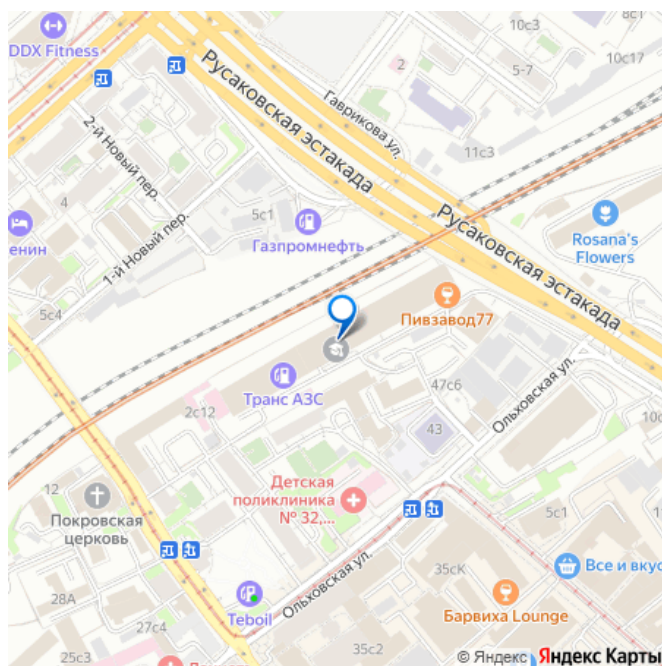 DDX Fitness
10с3
8с1
2
5-7
10с17
Русаковская эстакада
Гаврикова ул.
2-й Новый пер.
11с3
4
5с1
Газпромнефть
Русаковская эстакада
Rosana's
Flowers
енин
1-й Новый пер.
5с4
Пивзавод77
Транс АЗС
47с6
2с12
43
Ольховская ул.
12
Покровская
церковь
Детская
поликлиника
№ 32,...
5с1
28А
Teboil
Ольховская ул.
35сК
Все и вкус
Барвиха Lounge
27с4
25с3
35с2
© Яндекс Яндекс Карты